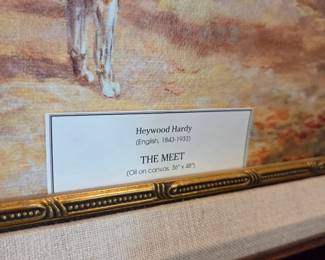 Heywood Hardy
(English, 1843-1933)
THE MEET
(Oil on canvas, 36" x 48")